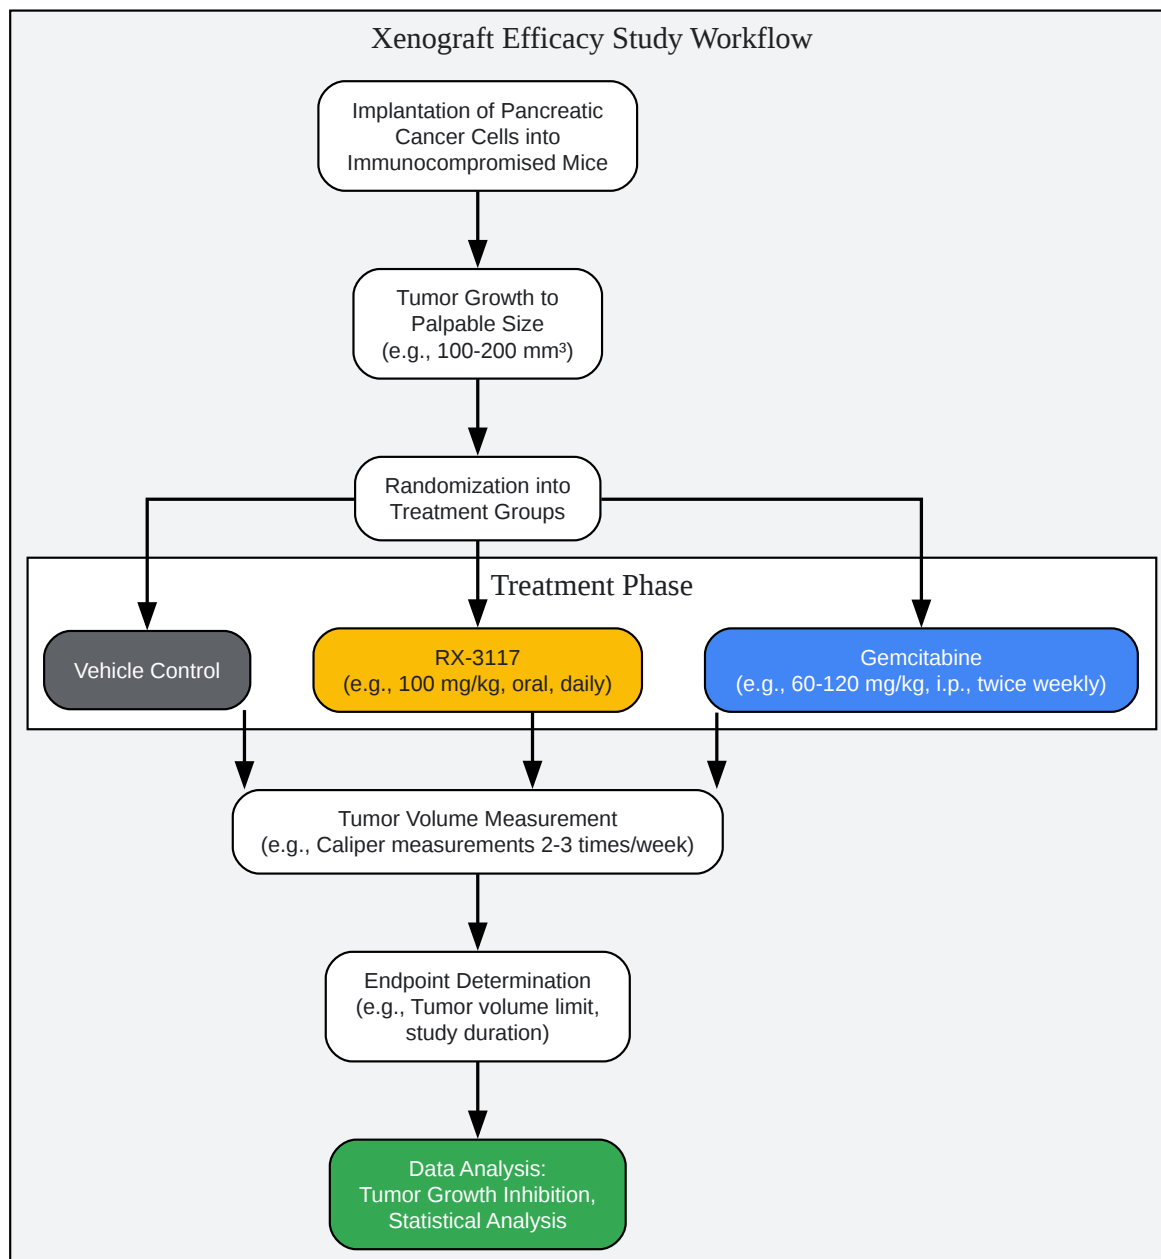 Xenograft Efficacy Study Workflow
Implantation of Pancreatic
Cancer Cells into
Immunocompromised Mice
Tumor Growth to
Palpable Size
(e.g., 100-200 mm³)
Randomization into
Treatment Groups
Treatment Phase
Vehicle Control
RX-3117
(e.g., 100 mg/kg, oral, daily)
Gemcitabine
(e.g., 60-120 mg/kg, i.p., twice weekly)
Tumor Volume Measurement
(e.g., Caliper measurements 2-3 times/week)
Endpoint Determination
(e.g., Tumor volume limit,
study duration)
Data Analysis:
Tumor Growth Inhibition,
Statistical Analysis